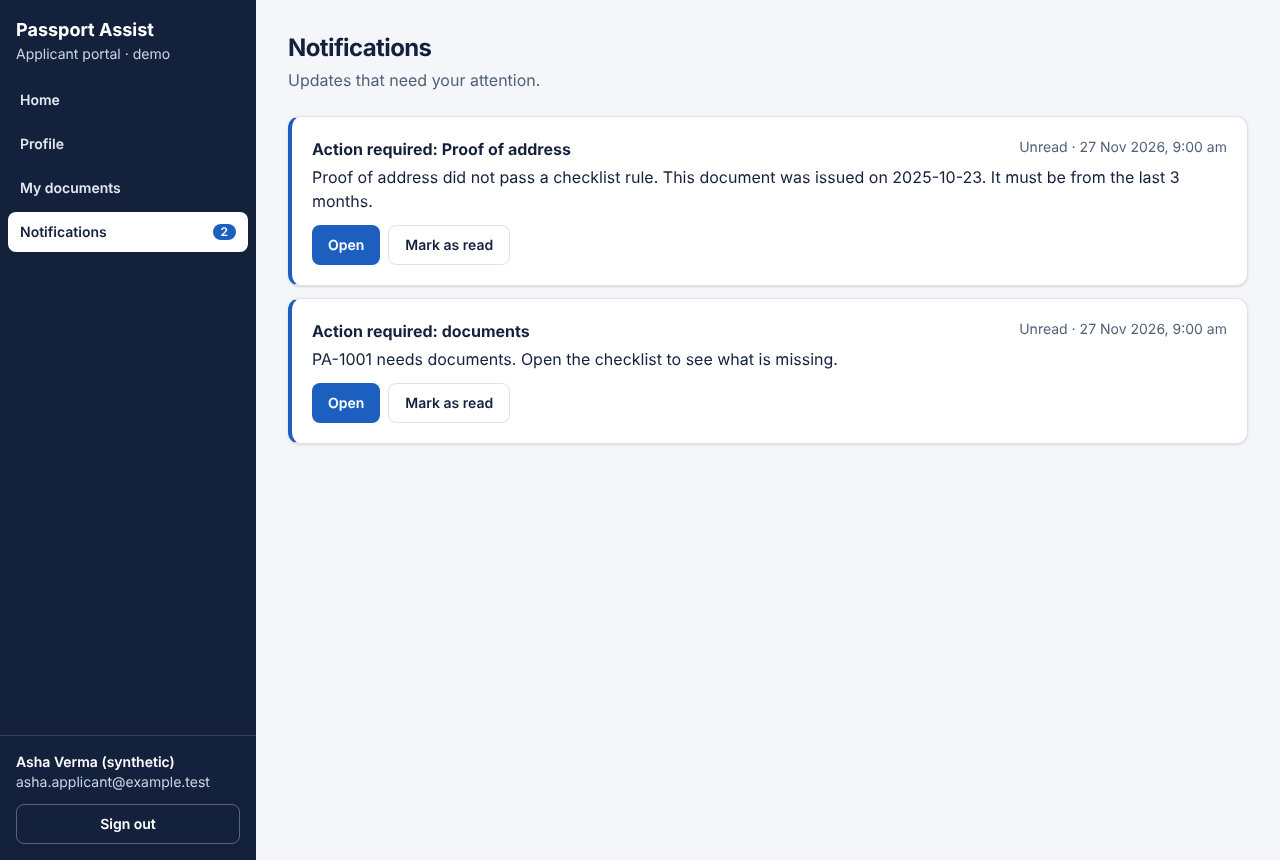 Passport Assist
Applicant portal · demo
Home
Profile
My documents
Notifications 2
Asha Verma (synthetic)
asha.applicant@example.test
Sign out
Notifications
Updates that need your attention.
Action required: Proof of address
Unread · 27 Nov 2026, 9:00 am
Proof of address did not pass a checklist rule. This document was issued on 2025-10-23. It must be from the last 3
months.
Open Mark as read
Action required: documents
Unread · 27 Nov 2026, 9:00 am
PA-1001 needs documents. Open the checklist to see what is missing.
Open Mark as read